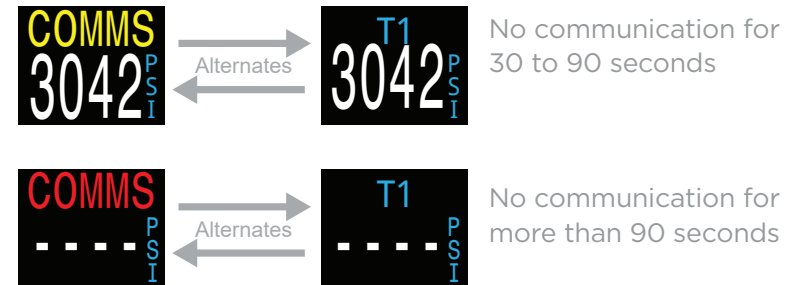 COMMS
3042 PSI
Alternates
T1
3042 PSI
No communication for
30 to 90 seconds
COMMS
- - - - PSI
Alternates
T1
- - - - PSI
No communication for
more than 90 seconds